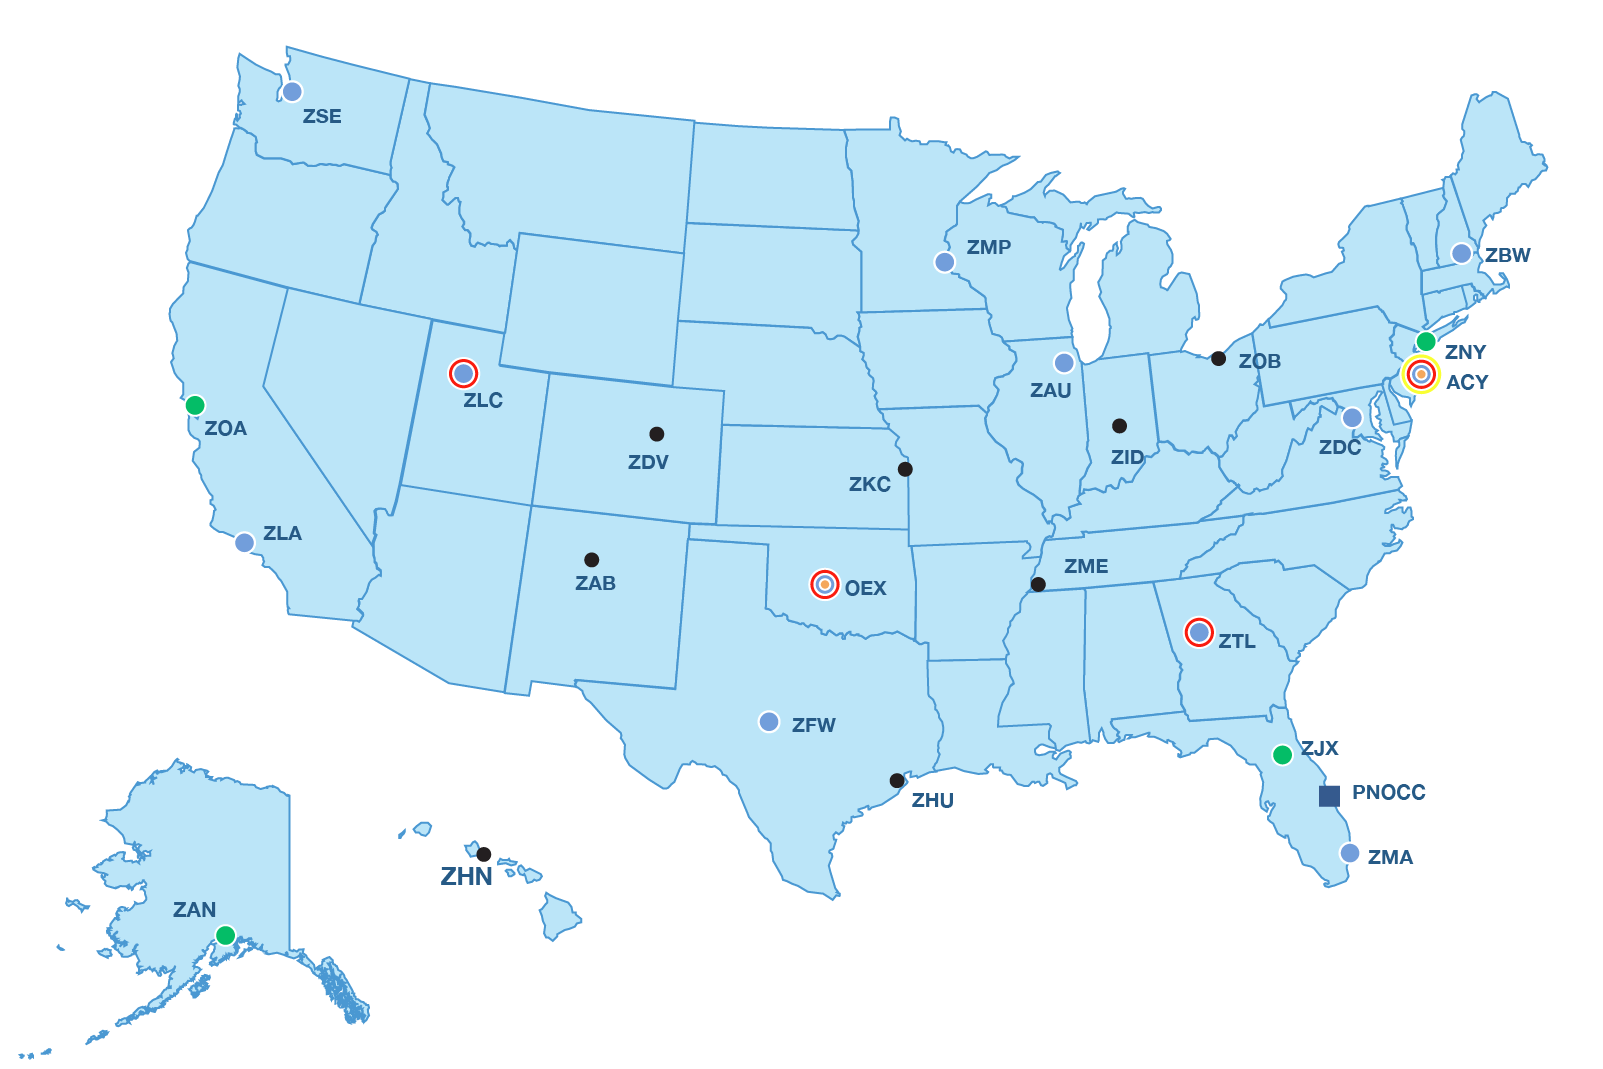 ZSE
ZMP
ZBW
ZNY
ZOB
ACY
ZAU
ZLC
ZOA
ZDC
ZID
ZDV
ZKC
ZLA
ZME
ZAB
OEX
ZTL
ZFW
ZJX
PNOCC
ZHU
ZMA
ZHN
ZAN